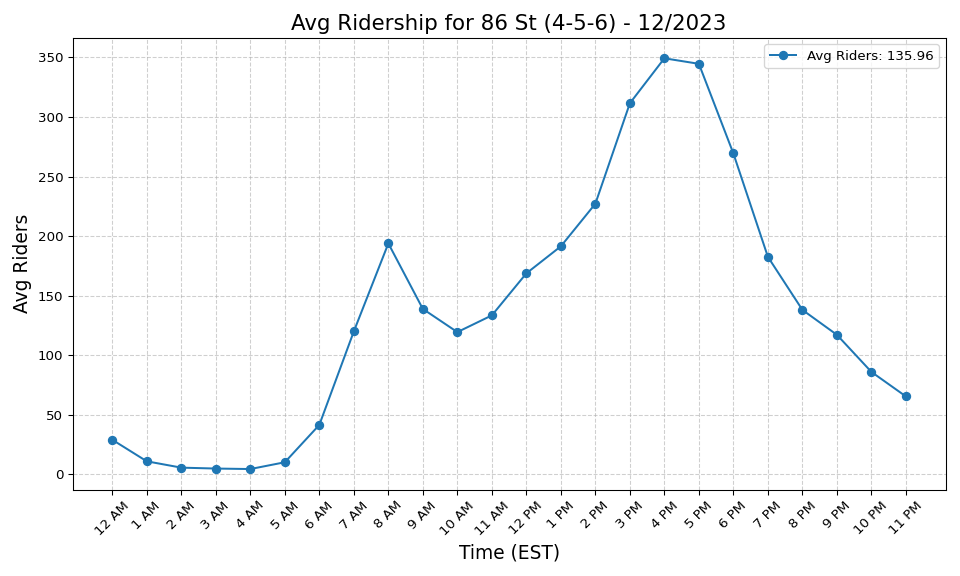 Avg Ridership for 86 St (4-5-6) - 12/2023
Avg Riders: 135.96
Avg Riders
350
300
250
200
150
100
50
0
12 AM
1 AM
2 AM
3 AM
4 AM
5 AM
6 AM
7 AM
8 AM
9 AM
10 AM
11 AM
12 PM
1 PM
2 PM
3 PM
4 PM
5 PM
6 PM
7 PM
8 PM
9 PM
10 PM
11 PM
Time (EST)